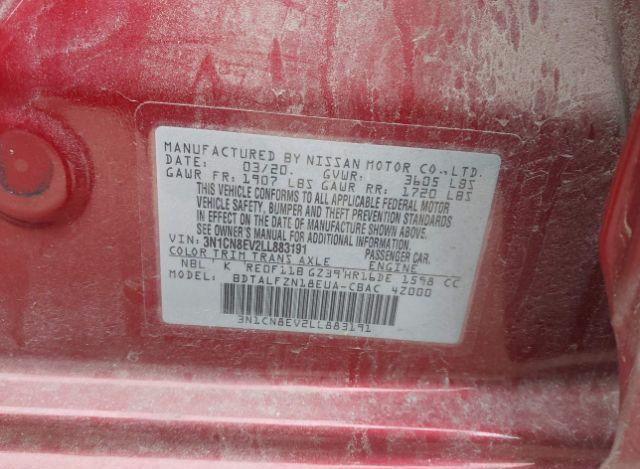 MANUFACTURED BY NISSAN MOTOR CO.,LTD.
DATE: 03/20. GVWR: 3605 LBS
GAWR FR: 1907 LBS GAWR RR: 1720 LBS
THIS VEHICLE CONFORMS TO ALL APPLICABLE FEDERAL MOTOR
VEHICLE SAFETY, BUMPER AND THEFT PREVENTION STANDARDS
IN EFFECT ON THE DATE OF MANUFACTURE SHOWN ABOVE.
SEE OWNER'S MANUAL FOR ADDITIONAL INFORMATION.
VIN: 3N1CN8EV2LL883191 PASSENGER CAR.
COLOR TRIM TRANS AXLE ENGINE
NBL K RE0F11B GZ39 HR16DE 1598 CC
MODEL: BDTALFZN18EUA-CBAC 42000
3N1CN8EV2LL883191